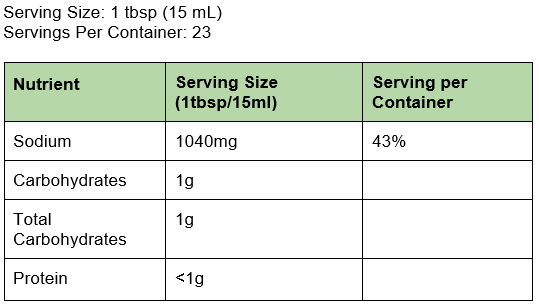 Serving Size: 1 tbsp (15 mL)
Servings Per Container: 23
Nutrient
Serving Size
(1tbsp/15ml)
Serving per
Container
Sodium
1040mg
43%
Carbohydrates
1g
Total
Carbohydrates
1g
Protein
<1g